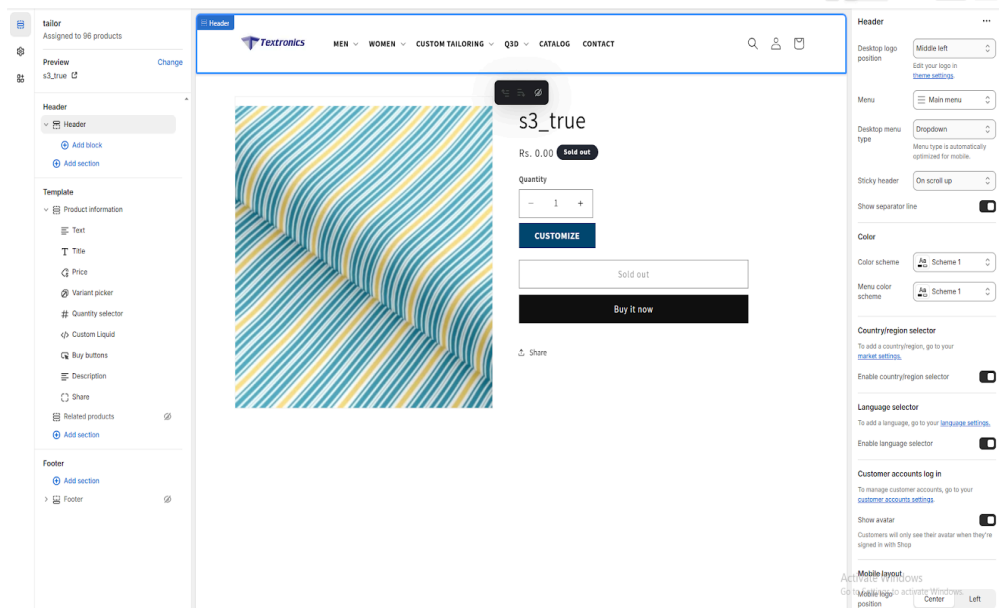 tailor
Assigned to 96 products
Preview
Change
s3_true
Header
Header
Add block
Add section
Template
Product information
Text
Title
Price
Variant picker
Quantity selector
Custom Liquid
Buy buttons
Description
Share
Related products
Add section
Footer
Add section
Footer
Header
Textronics
MEN
WOMEN
CUSTOM TAILORING
Q3D
CATALOG
CONTACT
s3_true
Rs. 0.00 Sold out
Quantity
− 1 +
CUSTOMIZE
Sold out
Buy it now
Share
Header
Desktop logo
position
Middle left
Edit your logo in
theme settings.
Menu
Main menu
Desktop menu
type
Dropdown
Menu type is automatically
optimized for mobile.
Sticky header
On scroll up
Show separator
line
Color
Color scheme
Aa Scheme 1
Menu color
scheme
Aa Scheme 1
Country/region selector
To add a country/region, go to your
market settings.
Enable country/region selector
Language selector
To add a language, go to your language settings.
Enable language selector
Customer accounts log in
To manage customer accounts, go to your
customer accounts settings.
Show avatar
Customers will only see their avatar when they're
signed in with Shop
Mobile layout
Activate Windows
Go to Settings to activate Windows.
Mobile logo
position
Center
Left